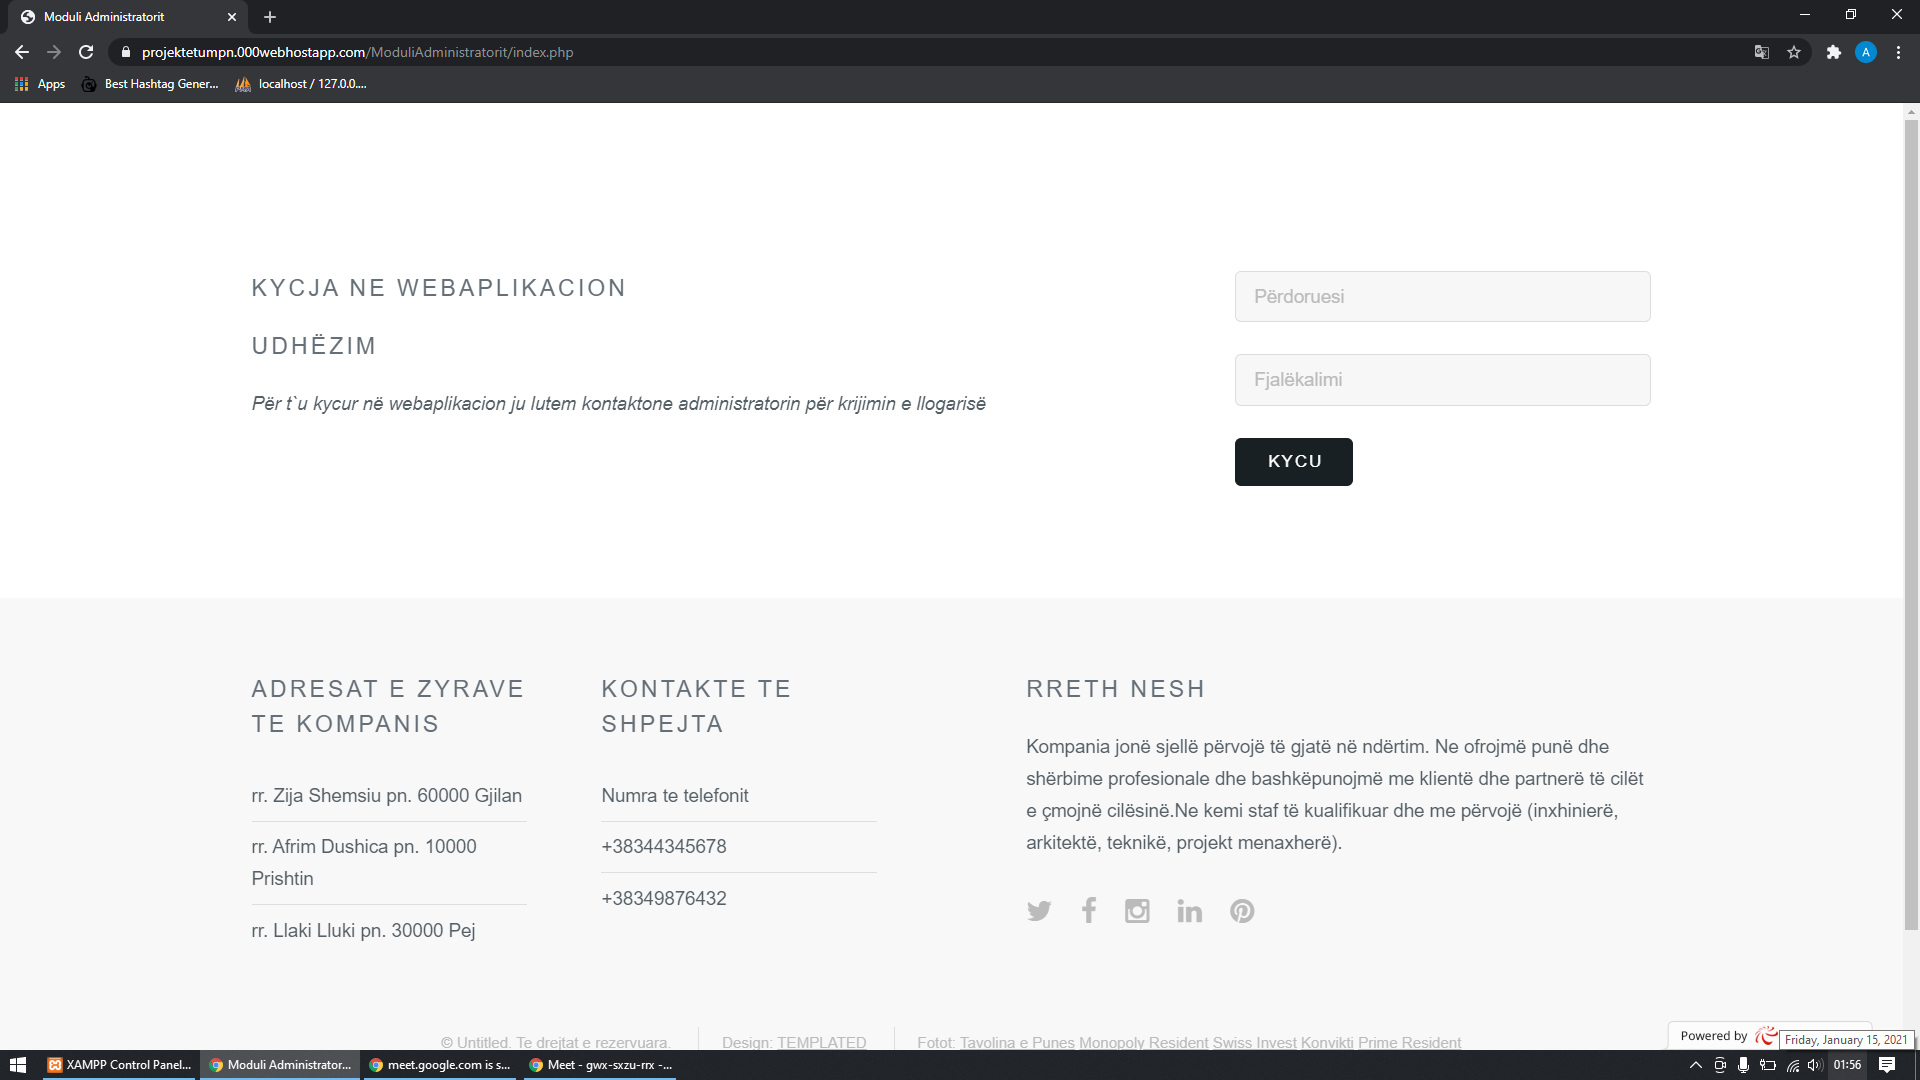 Moduli Administratorit
projektetumpn.000webhostapp.com/ModuliAdministratorit/index.php
A
Apps
Best Hashtag Gener...
localhost / 127.0.0....
KYCJA NE WEBAPLIKACION
UDHËZIM
Për t`u kycur në webaplikacion ju lutem kontaktone administratorin për krijimin e llogarisë
Përdoruesi
Fjalëkalimi
KYCU
ADRESAT E ZYRAVE
TE KOMPANIS
rr. Zija Shemsiu pn. 60000 Gjilan
rr. Afrim Dushica pn. 10000
Prishtin
rr. Llaki Lluki pn. 30000 Pej
KONTAKTE TE
SHPEJTA
Numra te telefonit
+38344345678
+38349876432
RRETH NESH
Kompania jonë sjellë përvojë të gjatë në ndërtim. Ne ofrojmë punë dhe
shërbime profesionale dhe bashkëpunojmë me klientë dhe partnerë të cilët
e çmojnë cilësinë.Ne kemi staf të kualifikuar dhe me përvojë (inxhinierë,
arkitektë, teknikë, projekt menaxherë).
© Untitled. Te drejtat e rezervuara.
Design: TEMPLATED
Fotot: Tavolina e Punes Monopoly Resident Swiss Invest Konvikti Prime Resident
Powered by
Friday, January 15, 2021
XAMPP Control Panel...
Moduli Administrator...
meet.google.com is s...
Meet - gwx-sxzu-rrx -...
01:56